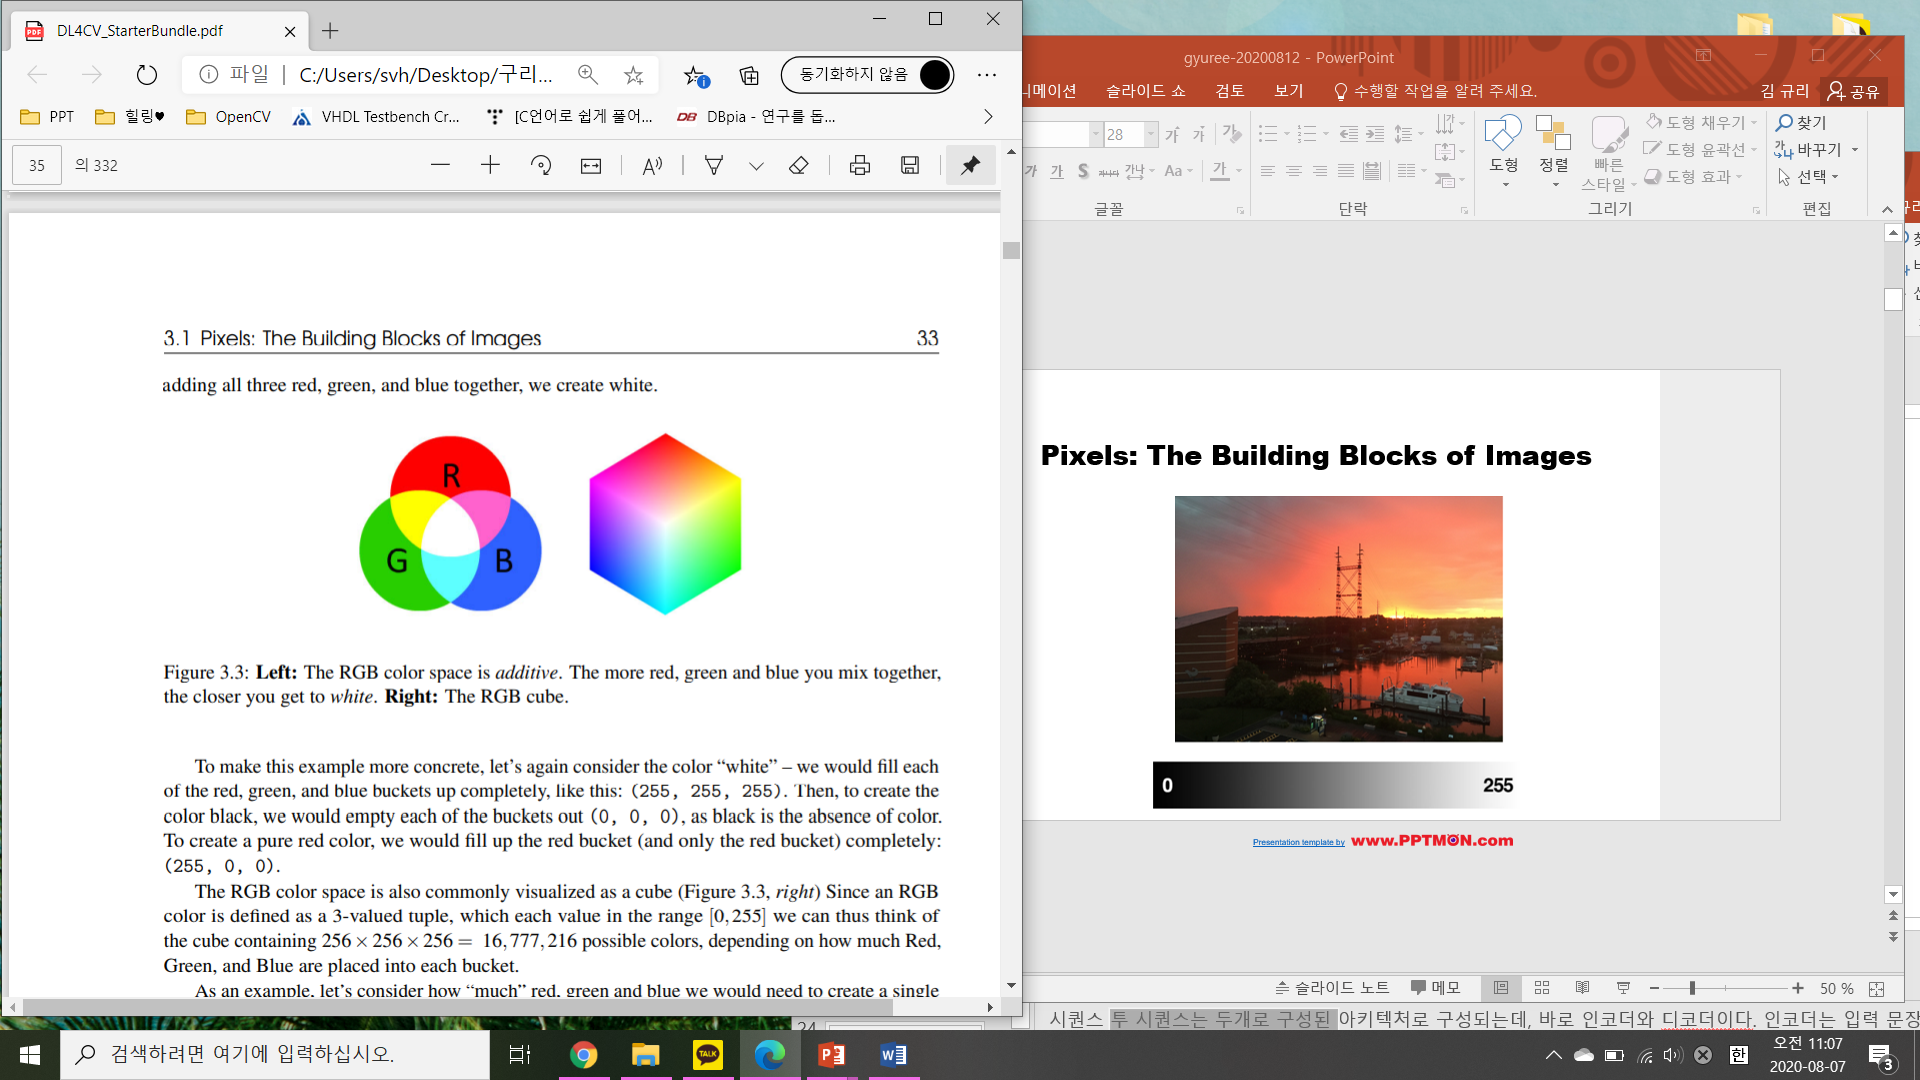 DL4CV_StarterBundle.pdf
파일
C:/Users/svh/Desktop/구리...
동기화하지 않음
PPT
힐링♥
OpenCV
VHDL Testbench Cr...
[C언어로 쉽게 풀어...
DBpia - 연구를 돕...
35 의 332
3.1 Pixels: The Building Blocks of Images 33
adding all three red, green, and blue together, we create white.
R
G
B
Figure 3.3: Left: The RGB color space is additive. The more red, green and blue you mix together,
the closer you get to white. Right: The RGB cube.
To make this example more concrete, let’s again consider the color “white” – we would fill each
of the red, green, and blue buckets up completely, like this: (255, 255, 255). Then, to create the
color black, we would empty each of the buckets out (0, 0, 0), as black is the absence of color.
To create a pure red color, we would fill up the red bucket (and only the red bucket) completely:
(255, 0, 0).
The RGB color space is also commonly visualized as a cube (Figure 3.3, right) Since an RGB
color is defined as a 3-valued tuple, which each value in the range [0,255] we can thus think of
the cube containing 256 × 256 × 256 = 16,777,216 possible colors, depending on how much Red,
Green, and Blue are placed into each bucket.
As an example, let’s consider how “much” red, green and blue we would need to create a single
gyuree-20200812 - PowerPoint
슬라이드 쇼
검토
보기
수행할 작업을 알려 주세요.
김 규리
공유
28
글꼴
단락
도형
정렬
빠른
스타일
도형 채우기
도형 윤곽선
도형 효과
그리기
찾기
바꾸기
선택
편집
Pixels: The Building Blocks of Images
0 255
Presentation template by www.PPTMON.com
슬라이드 노트
메모
50 %
시퀀스 투 시퀀스는 두개로 구성된 아키텍처로 구성되는데, 바로 인코더와 디코더이다. 인코더는 입력 문장
검색하려면 여기에 입력하십시오.
TALK
한
오전 11:07
2020-08-07
3